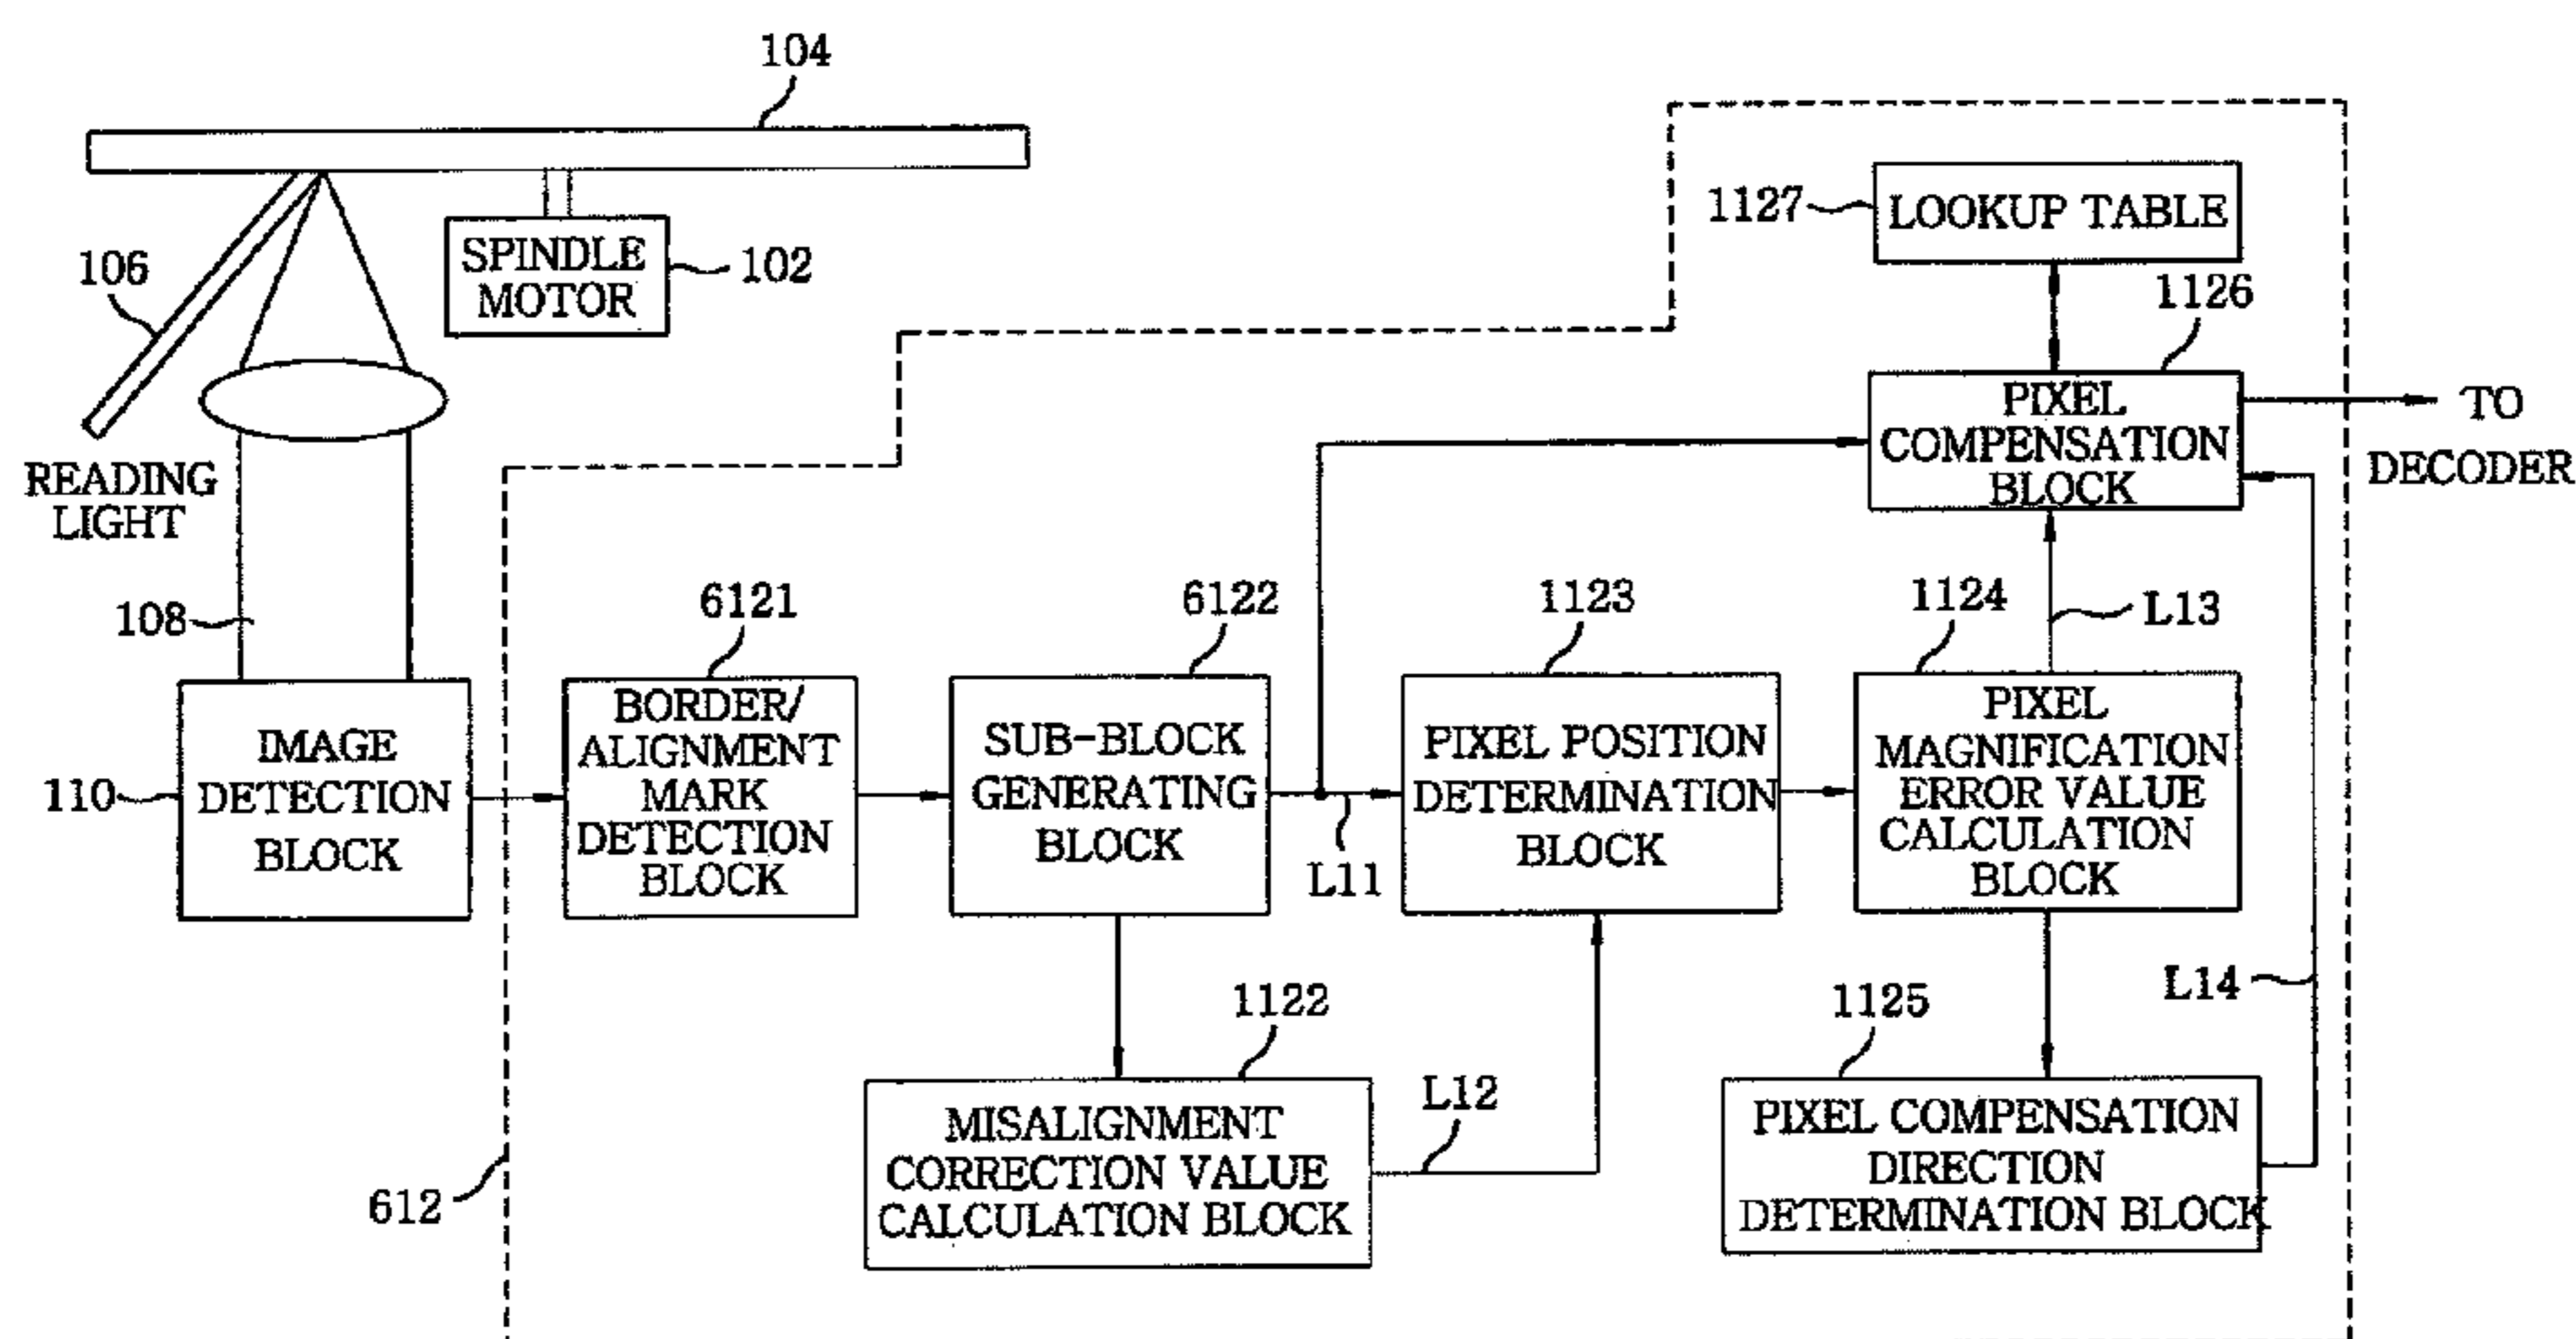 104
1127
LOOKUP TABLE
106
SPINDLE
MOTOR
102
1126
PIXEL
COMPENSATION
BLOCK
TO
DECODER
READING
LIGHT
108
6121
6122
1123
1124
L13
110
IMAGE
DETECTION
BLOCK
BORDER/
ALIGNMENT
MARK
DETECTION
BLOCK
SUB-BLOCK
GENERATING
BLOCK
L11
PIXEL POSITION
DETERMINATION
BLOCK
PIXEL
MAGNIFICATION
ERROR VALUE
CALCULATION
BLOCK
L14
1122
1125
612
MISALIGNMENT
CORRECTION VALUE
CALCULATION BLOCK
L12
PIXEL COMPENSATION
DIRECTION
DETERMINATION BLOCK